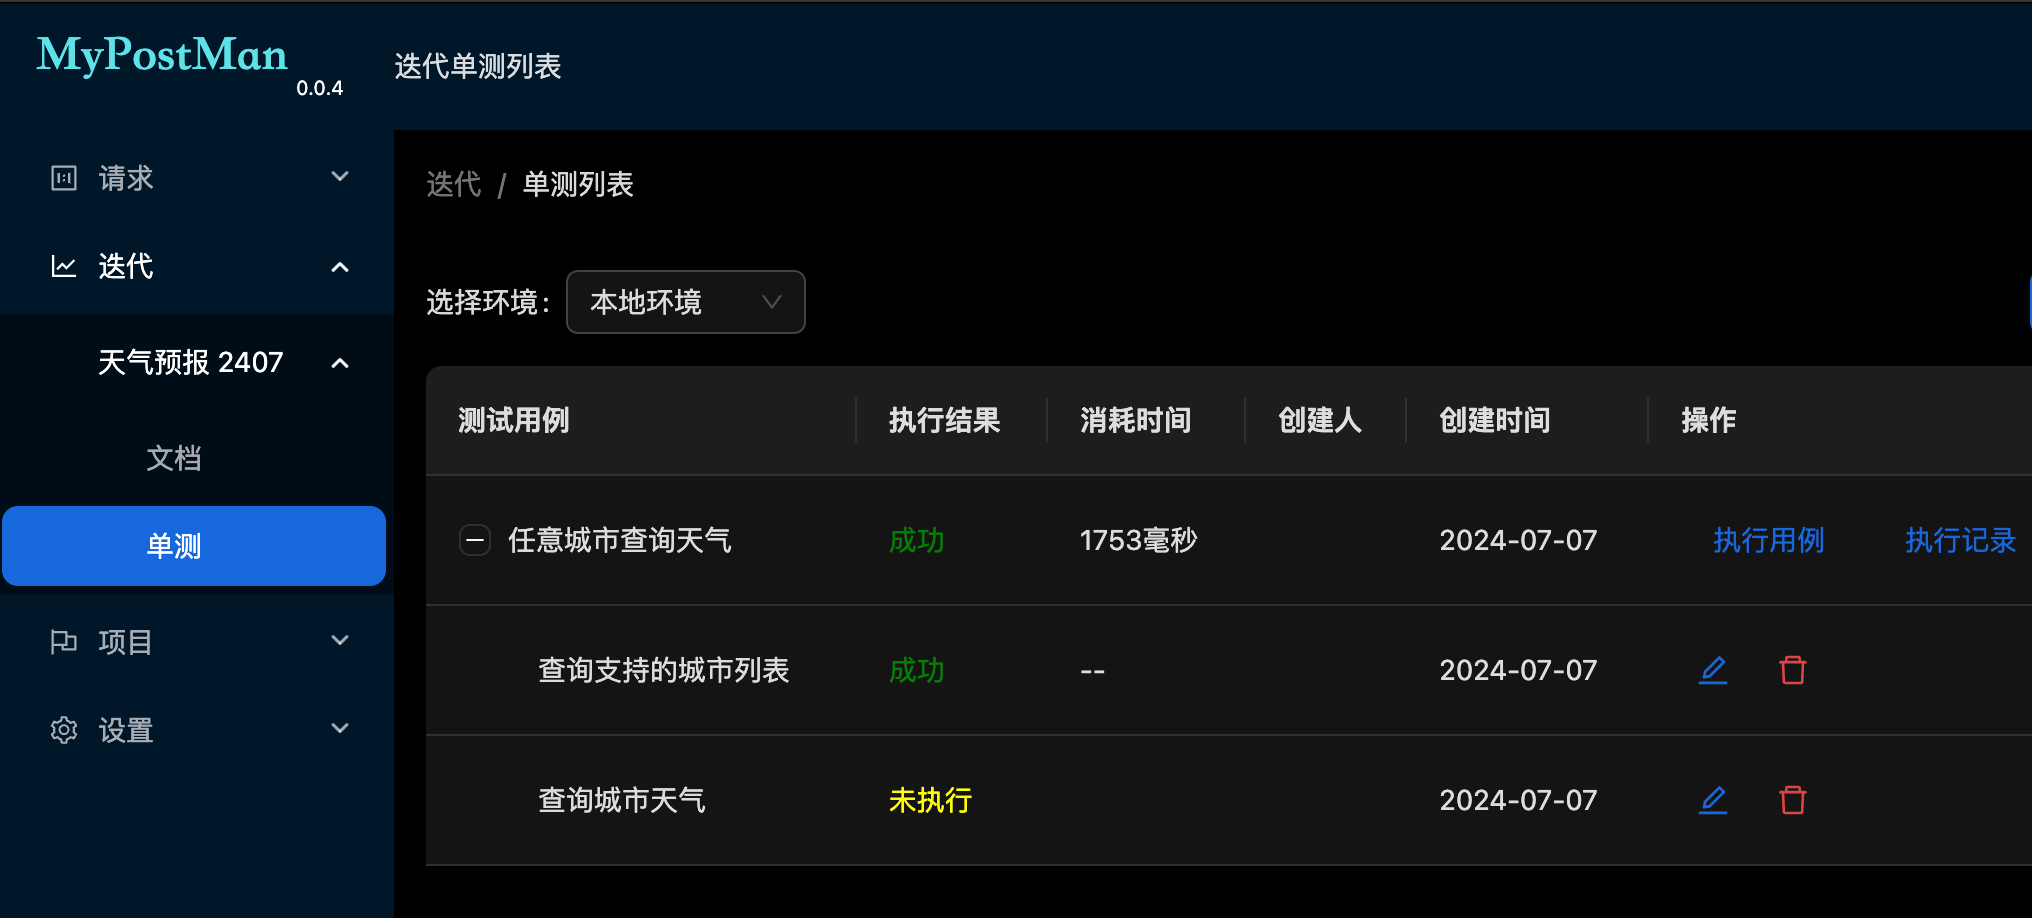 MyPostMan
0.0.4
迭代单测列表
请求
迭代
天气预报 2407
文档
单测
项目
设置
迭代 / 单测列表
选择环境: 本地环境
测试用例 执行结果 消耗时间 创建人 创建时间 操作
任意城市查询天气 成功 1753毫秒 2024-07-07 执行用例 执行记录
查询支持的城市列表 成功 -- 2024-07-07
查询城市天气 未执行 2024-07-07